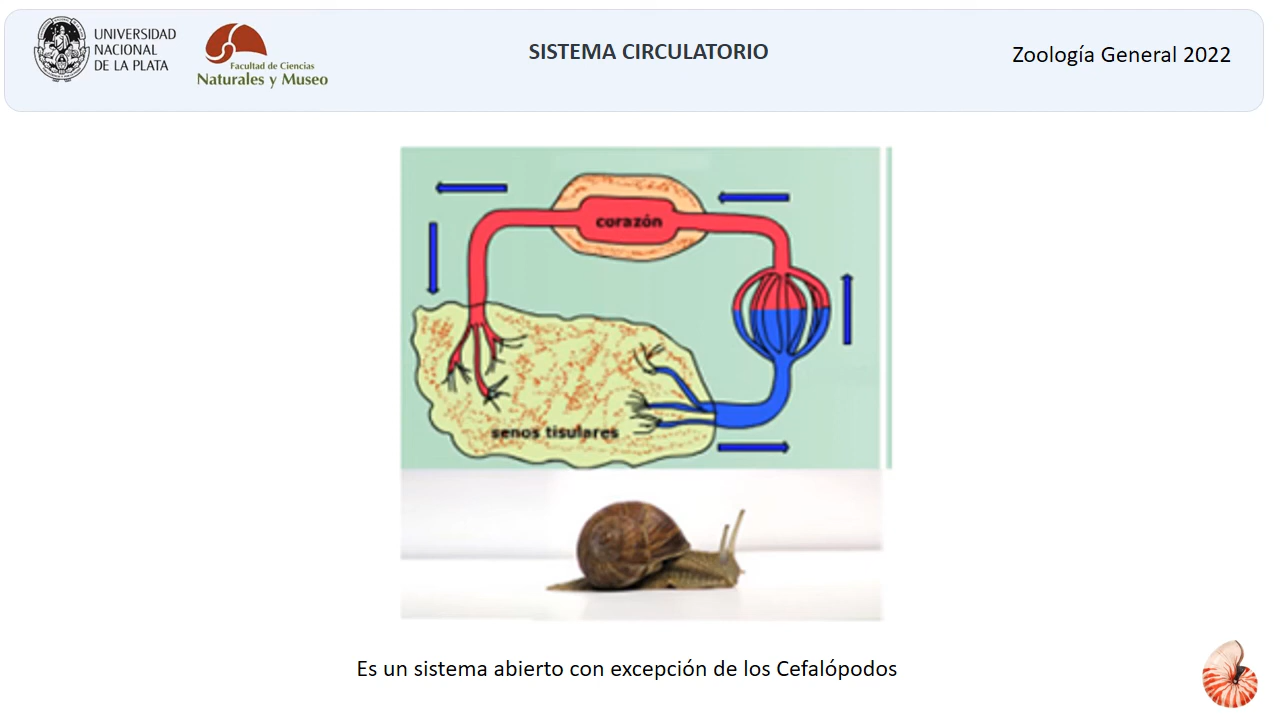 UNIVERSIDAD
NACIONAL
DE LA PLATA
Facultad de Ciencias
Naturales y Museo
SISTEMA CIRCULATORIO
Zoología General 2022
corazón
senos tisulares
Es un sistema abierto con excepción de los Cefalópodos